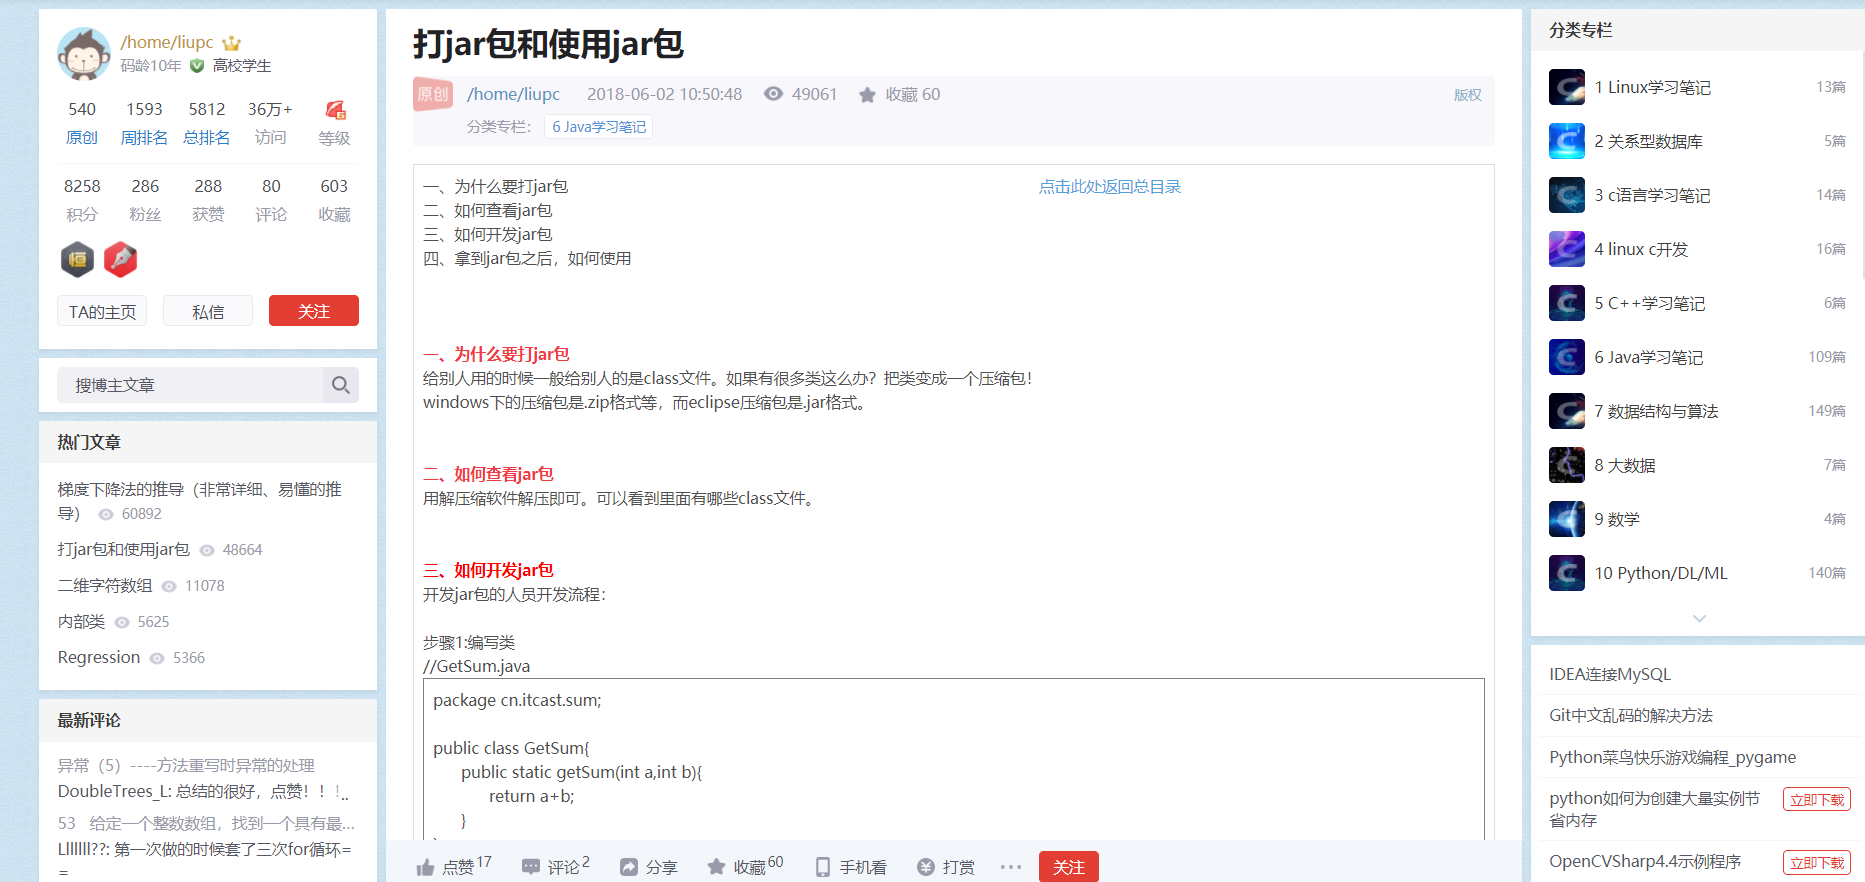 /home/liupc
码龄10年 高校学生
540 1593 5812 36万+
原创 周排名 总排名 访问 等级
8258 286 288 80 603
积分 粉丝 获赞 评论 收藏
TA的主页 私信 关注
搜博主文章
热门文章
梯度下降法的推导（非常详细、易懂的推
导） 60892
打jar包和使用jar包 48664
二维字符数组 11078
内部类 5625
Regression 5366
最新评论
异常（5）----方法重写时异常的处理
DoubleTrees_L: 总结的很好，点赞！！！..
53 给定一个整数数组，找到一个具有最...
Lllllll??: 第一次做的时候套了三次for循环=
=
打jar包和使用jar包
原创 /home/liupc 2018-06-02 10:50:48 49061 收藏 60 版权
分类专栏： 6 Java学习笔记
一、为什么要打jar包 点击此处返回总目录
二、如何查看jar包
三、如何开发jar包
四、拿到jar包之后，如何使用
一、为什么要打jar包
给别人用的时候一般给别人的是class文件。如果有很多类这么办？把类变成一个压缩包！
windows下的压缩包是.zip格式等，而eclipse压缩包是.jar格式。
二、如何查看jar包
用解压缩软件解压即可。可以看到里面有哪些class文件。
三、如何开发jar包
开发jar包的人员开发流程：
步骤1:编写类
//GetSum.java
package cn.itcast.sum;
public class GetSum{
public static getSum(int a,int b){
return a+b;
}
点赞17 评论2 分享 收藏60 手机看 打赏 ... 关注
分类专栏
1 Linux学习笔记 13篇
2 关系型数据库 5篇
3 c语言学习笔记 14篇
4 linux c开发 16篇
5 C++学习笔记 6篇
6 Java学习笔记 109篇
7 数据结构与算法 149篇
8 大数据 7篇
9 数学 4篇
10 Python/DL/ML 140篇
IDEA连接MySQL
Git中文乱码的解决方法
Python菜鸟快乐游戏编程_pygame
python如何为创建大量实例节 立即下载
省内存
OpenCVSharp4.4示例程序 立即下载